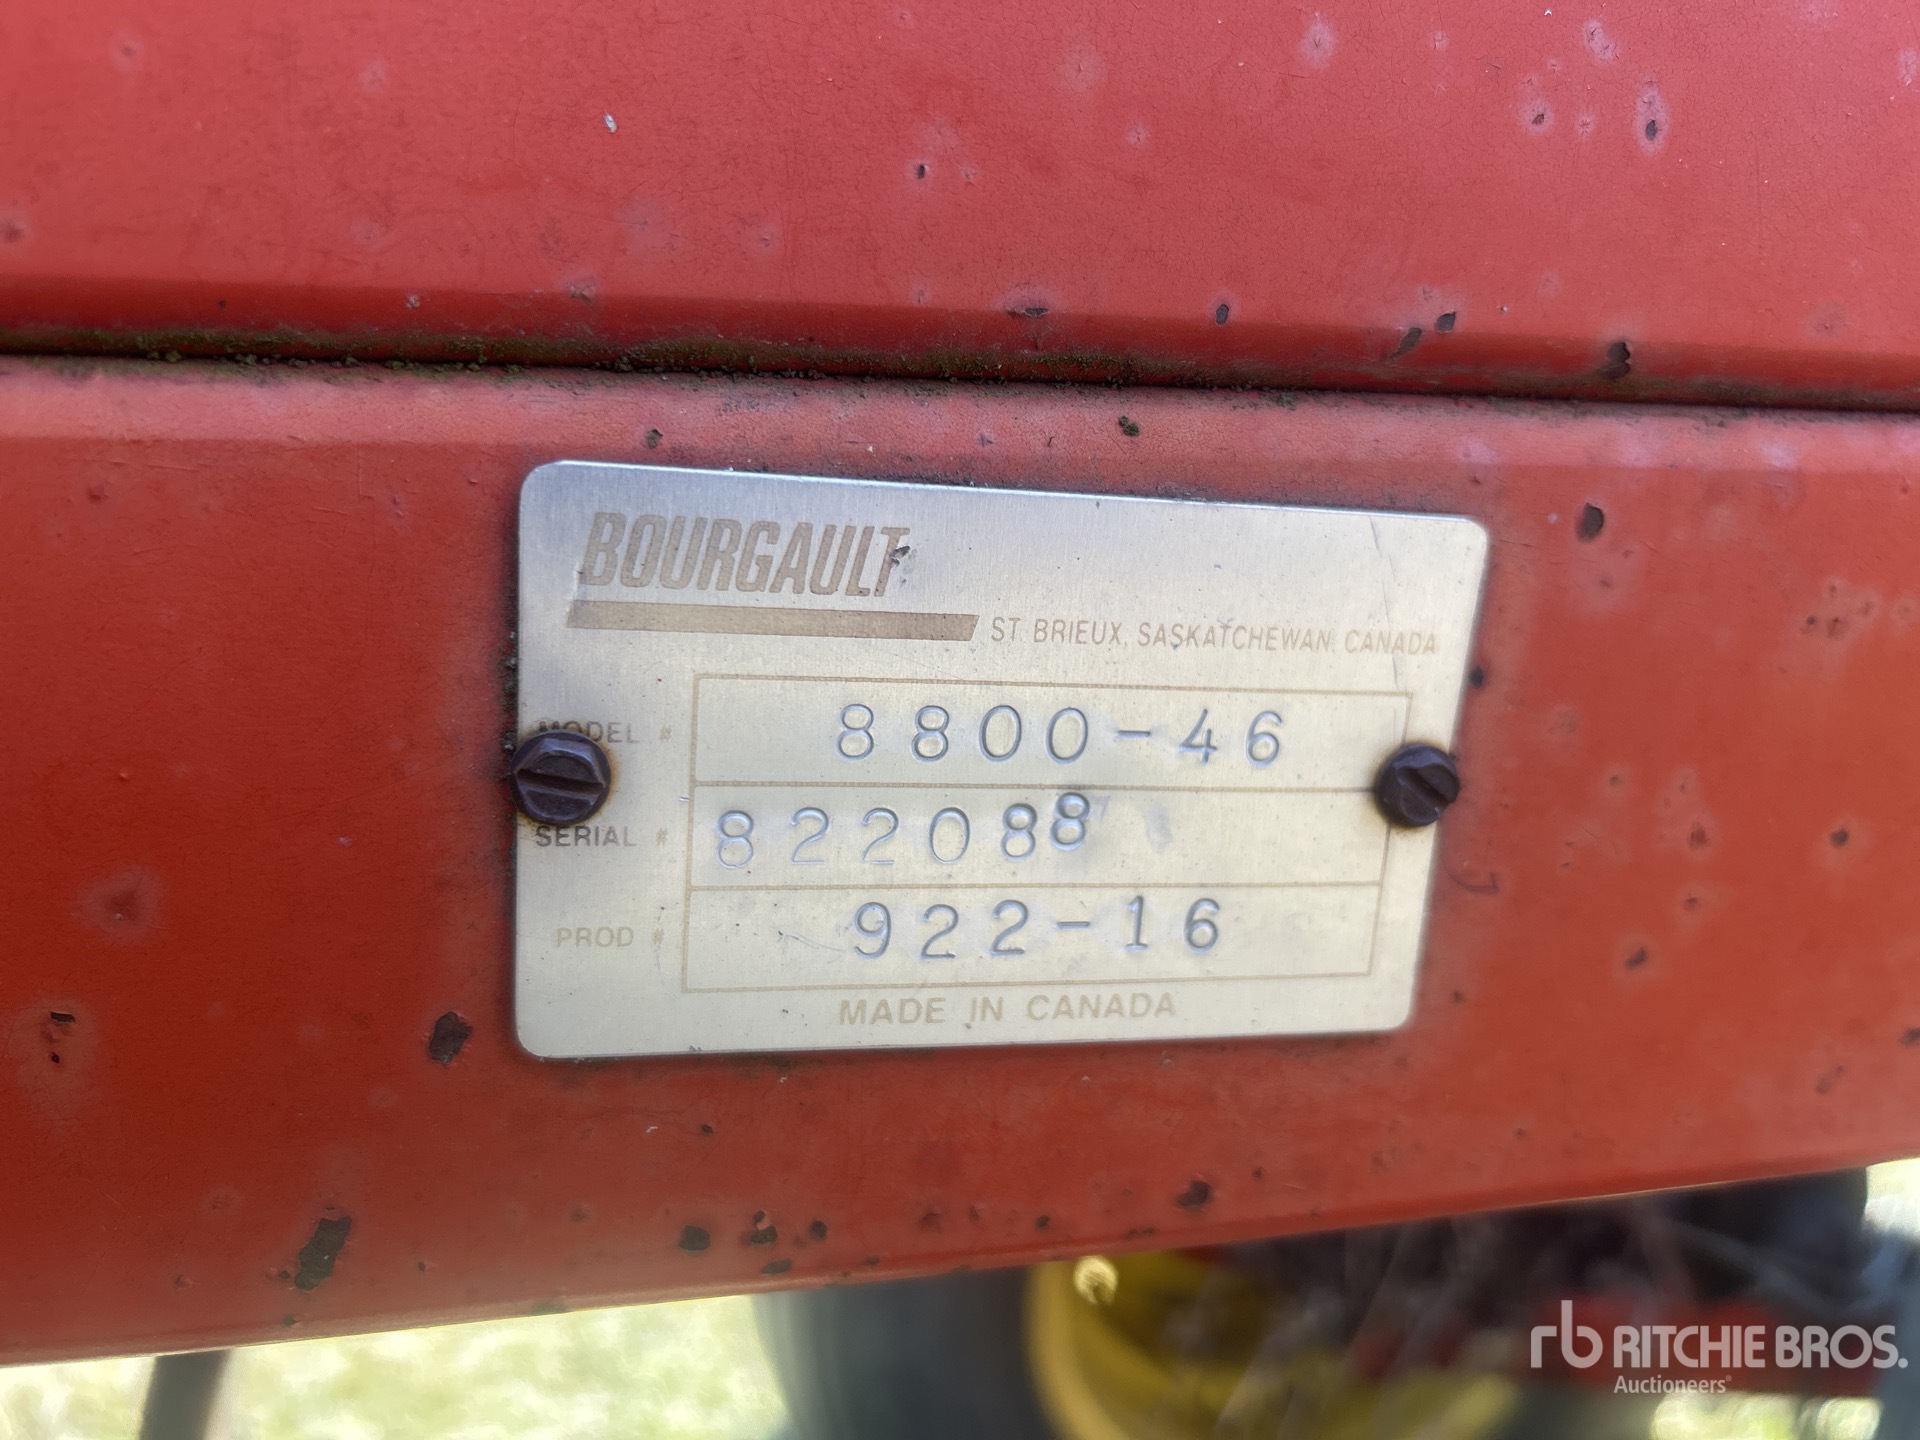 BOURGAULT
ST. BRIEUX, SASKATCHEWAN, CANADA
MODEL # 8800-46
SERIAL # 822088
PROD # 922-16
MADE IN CANADA
rb RITCHIE BROS.
Auctioneers®